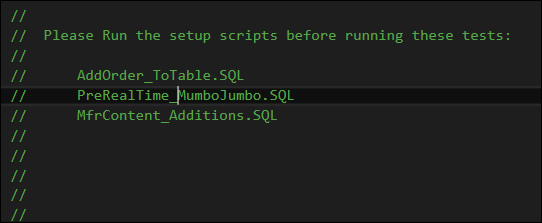 //
// Please Run the setup scripts before running these tests:
//
// AddOrder_ToTable.SQL
// PreRealTime_MumboJumbo.SQL
// MfrContent_Additions.SQL
//
//
//
//
//